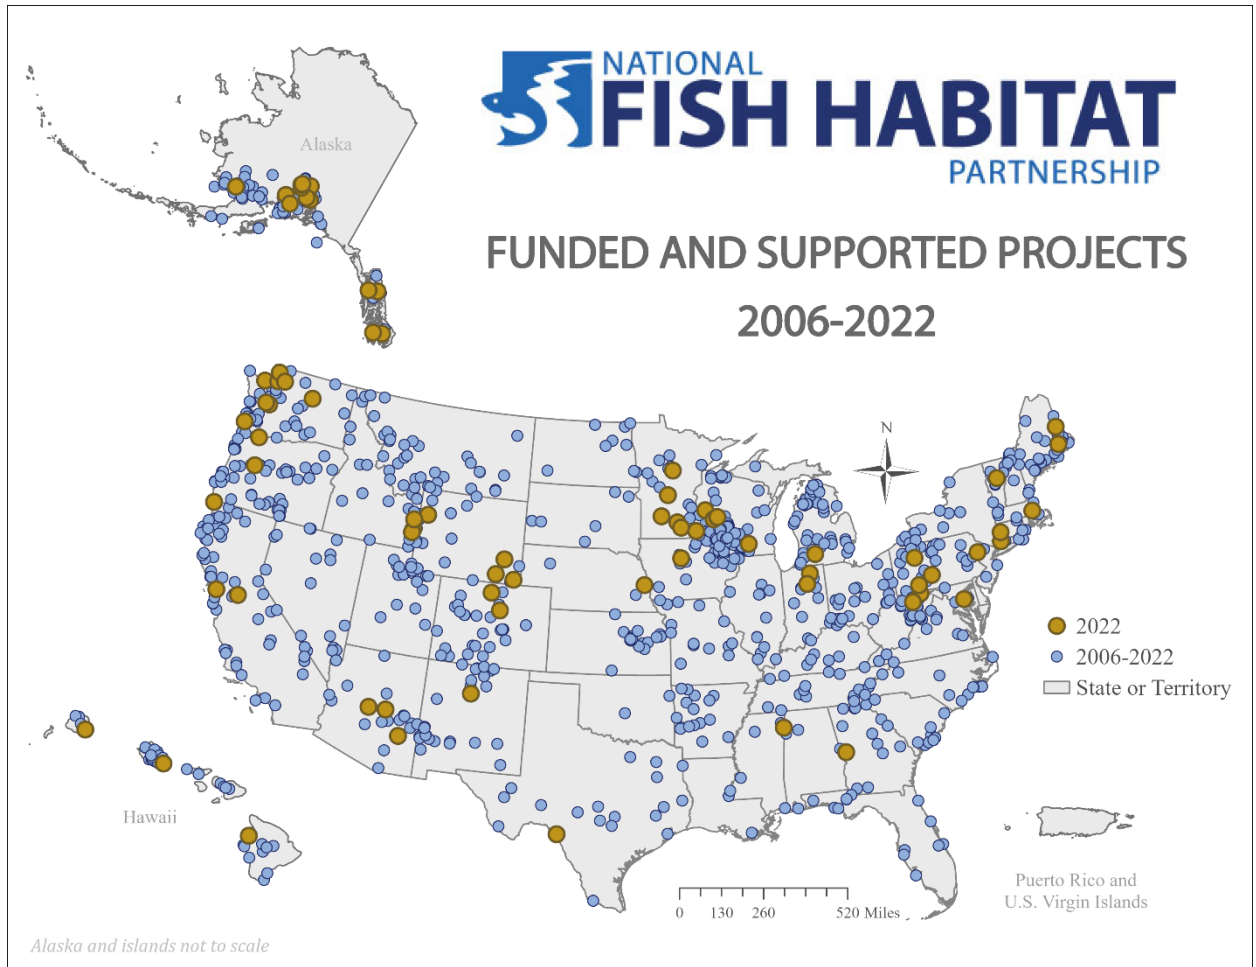 NATIONAL
FISH HABITAT
PARTNERSHIP
FUNDED AND SUPPORTED PROJECTS
2006-2022
Alaska
N
2022
2006-2022
State or Territory
Hawaii
Puerto Rico and
U.S. Virgin Islands
0 130 260 520 Miles
Alaska and islands not to scale